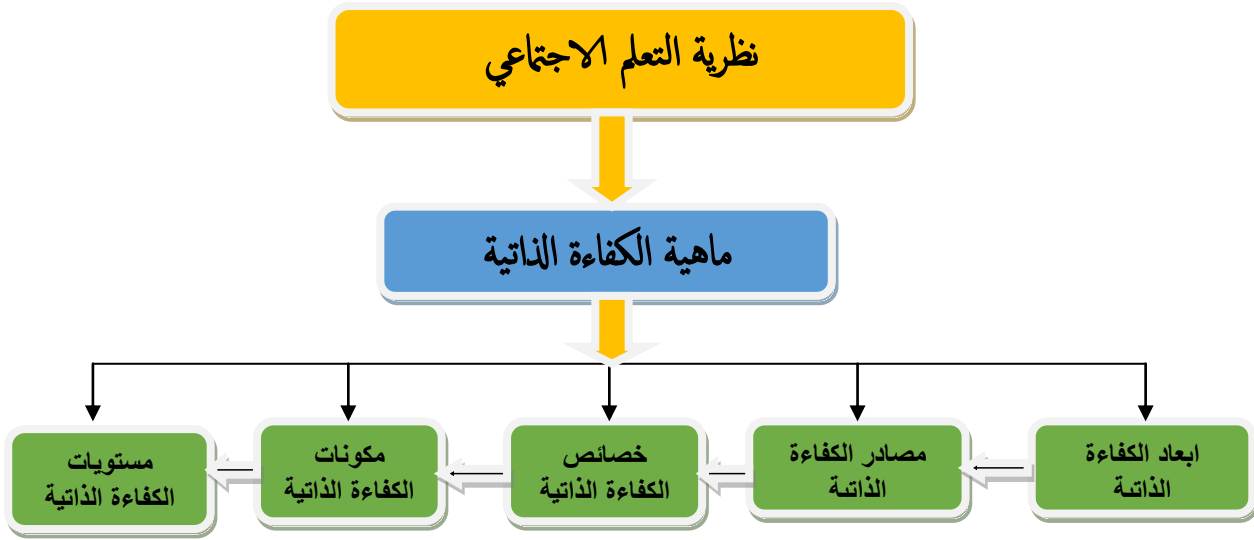 نظرية التعلم الاجتماعي
ماهية الكفاءة الذاتية
ابعاد الكفاءة
الذاتية
مصادر الكفاءة
الذاتية
خصائص
الكفاءة الذاتية
مكونات
الكفاءة الذاتية
مستويات
الكفاءة الذاتية